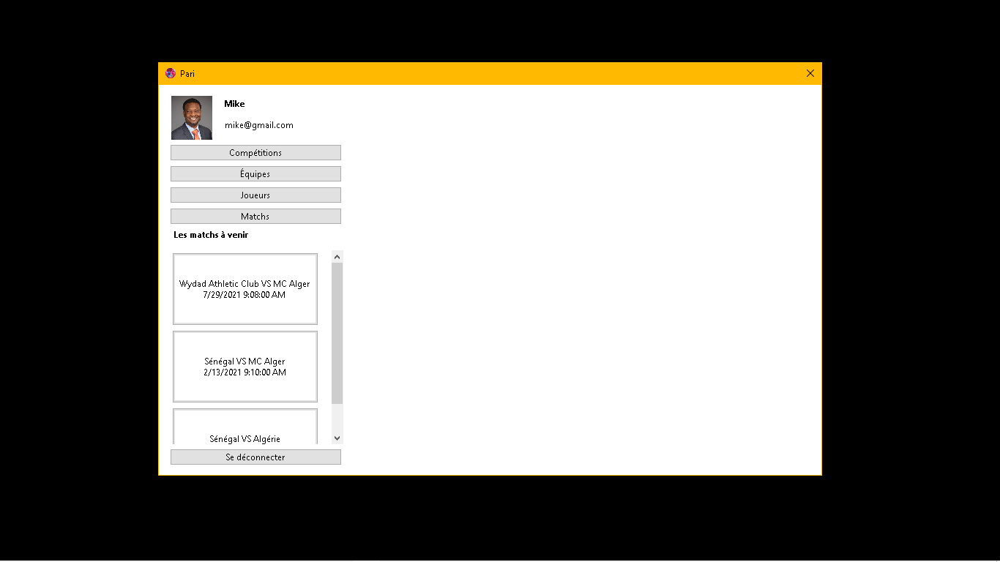 Pari
Mike
mike@gmail.com
Compétitions
Équipes
Joueurs
Matchs
Les matchs à venir
Wydad Athletic Club VS MC Alger
7/29/2021 9:08:00 AM
Sénégal VS MC Alger
2/13/2021 9:10:00 AM
Sénégal VS Algérie
Se déconnecter